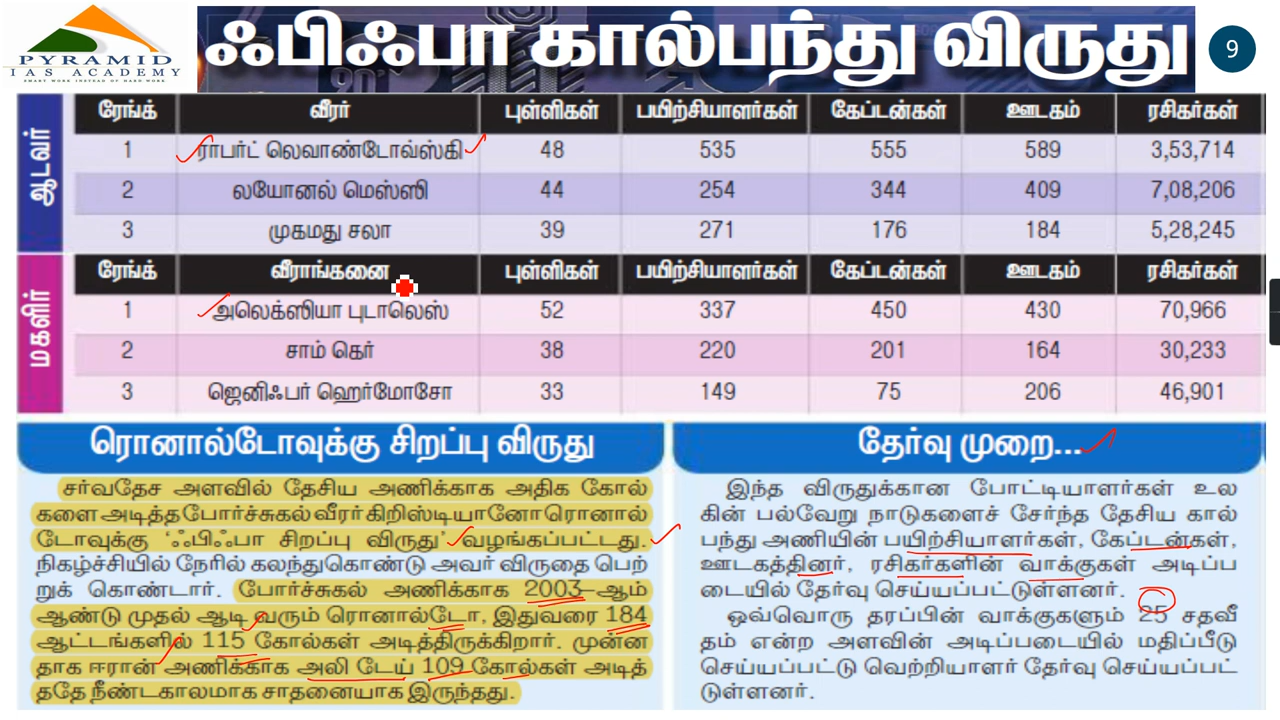 PYRAMID
IAS ACADEMY
SMART WORK INSTEAD OF HARD WORK
ஃபிஃபா கால்பந்து விருது
9
ஆடவர்
ரேங்க் வீரர் புள்ளிகள் பயிற்சியாளர்கள் கேப்டன்கள் ஊடகம் ரசிகர்கள்
1 ராபர்ட் லெவாண்டோவ்ஸ்கி 48 535 555 589 3,53,714
2 லயோனல் மெஸ்ஸி 44 254 344 409 7,08,206
3 முகமது சலா 39 271 176 184 5,28,245
மகளிர்
ரேங்க் வீராங்கனை புள்ளிகள் பயிற்சியாளர்கள் கேப்டன்கள் ஊடகம் ரசிகர்கள்
1 அலெக்ஸியா புடாலெஸ் 52 337 450 430 70,966
2 சாம் கெர் 38 220 201 164 30,233
3 ஜெனிஃபர் ஹெர்மோசோ 33 149 75 206 46,901
ரொனால்டோவுக்கு சிறப்பு விருது
சர்வதேச அளவில் தேசிய அணிக்காக அதிக கோல்
களை அடித்த போர்ச்சுகல் வீரர் கிறிஸ்டியானோ ரொனால்
டோவுக்கு 'ஃபிஃபா சிறப்பு விருது' வழங்கப்பட்டது.
நிகழ்ச்சியில் நேரில் கலந்துகொண்டு அவர் விருதை பெற்
றுக் கொண்டார். போர்ச்சுகல் அணிக்காக 2003-ஆம்
ஆண்டு முதல் ஆடி வரும் ரொனால்டோ, இதுவரை 184
ஆட்டங்களில் 115 கோல்கள் அடித்திருக்கிறார். முன்ன
தாக ஈரான் அணிக்காக அலி டேய் 109 கோல்கள் அடித்
ததே நீண்டகாலமாக சாதனையாக இருந்தது.
தேர்வு முறை...
இந்த விருதுக்கான போட்டியாளர்கள் உல
கின் பல்வேறு நாடுகளைச் சேர்ந்த தேசிய கால்
பந்து அணியின் பயிற்சியாளர்கள், கேப்டன்கள்,
ஊடகத்தினர், ரசிகர்களின் வாக்குகள் அடிப்ப
டையில் தேர்வு செய்யப்பட்டுள்ளனர்.
ஒவ்வொரு தரப்பின் வாக்குகளும் 25 சதவீ
தம் என்ற அளவின் அடிப்படையில் மதிப்பீடு
செய்யப்பட்டு வெற்றியாளர் தேர்வு செய்யப்பட்
டுள்ளனர்.